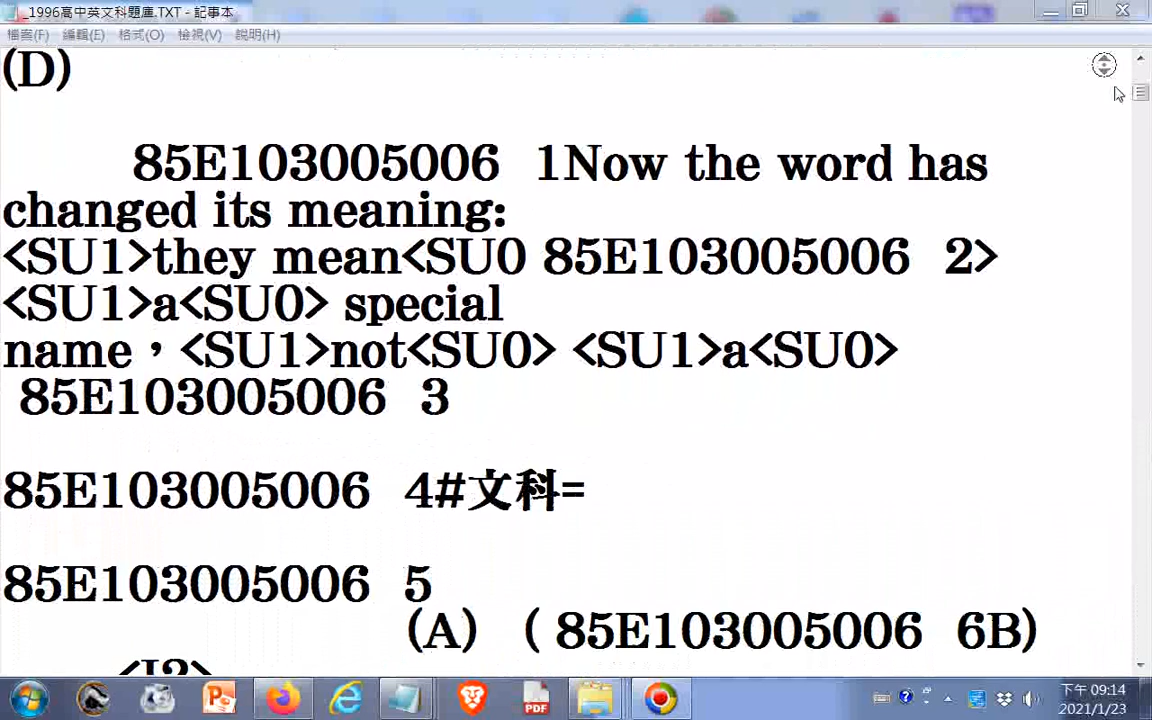 _1996高中英文科題庫.TXT - 記事本
檔案(F) 編輯(E) 格式(O) 檢視(V) 說明(H)
(D)
85E103005006 1Now the word has
changed its meaning:
<SU1>they mean<SU0 85E103005006 2>
<SU1>a<SU0> special
name，<SU1>not<SU0> <SU1>a<SU0>
85E103005006 3
85E103005006 4#文科=
85E103005006 5
(A) ( 85E103005006 6B)
<I2>
PDF
下午 09:14
2021/1/23